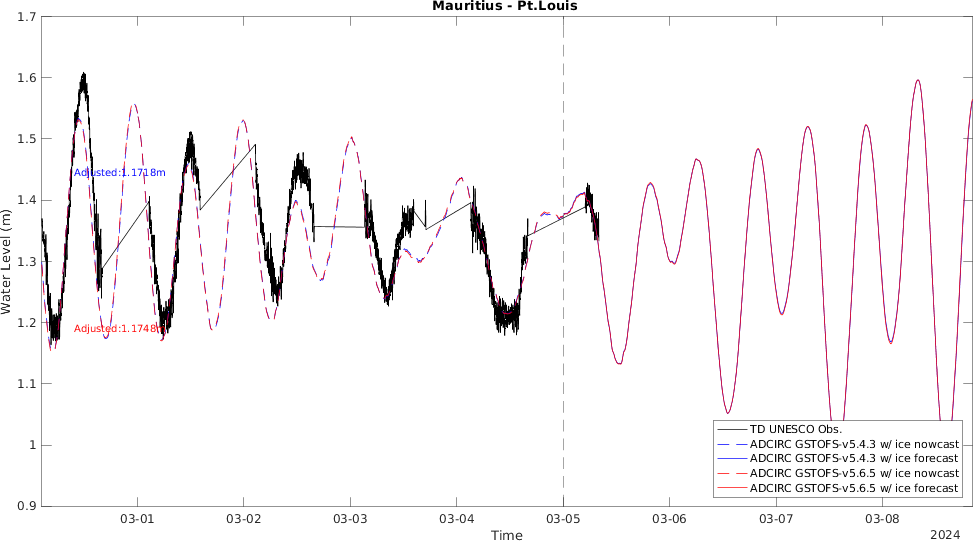 Mauritius - Pt.Louis
1.7
1.6
1.5
1.4
1.3
1.2
1.1
1
0.9
Water Level (m)
Adjusted:1.1718m
Adjusted:1.1748m
TD UNESCO Obs.
ADCIRC GSTOFS-v5.4.3 w/ ice nowcast
ADCIRC GSTOFS-v5.4.3 w/ ice forecast
ADCIRC GSTOFS-v5.6.5 w/ ice nowcast
ADCIRC GSTOFS-v5.6.5 w/ ice forecast
03-01
03-02
03-03
03-04
03-05
03-06
03-07
03-08
Time
2024